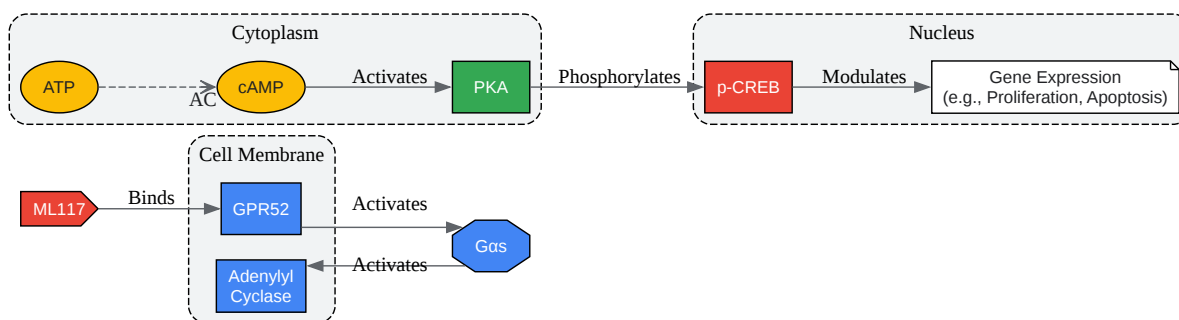 Cytoplasm
Nucleus
ATP
AC
cAMP
Activates
PKA
Phosphorylates
p-CREB
Modulates
Gene Expression
(e.g., Proliferation, Apoptosis)
Cell Membrane
ML117
Binds
GPR52
Activates
Gαs
Activates
Adenylyl
Cyclase